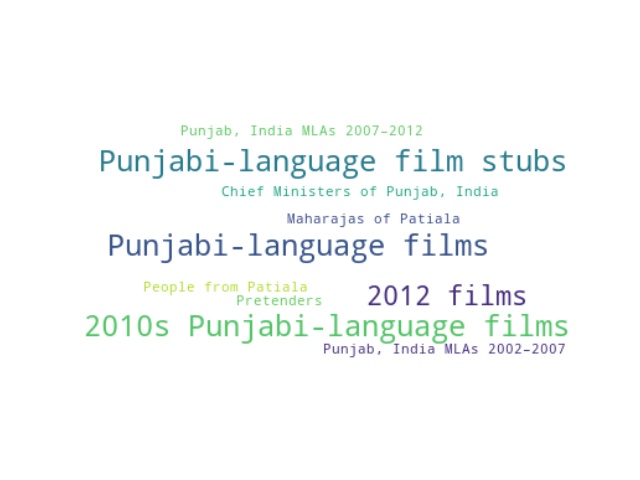 Punjab, India MLAs 2007–2012
Punjabi-language film stubs
Chief Ministers of Punjab, India
Maharajas of Patiala
Punjabi-language films
People from Patiala
Pretenders
2012 films
2010s Punjabi-language films
Punjab, India MLAs 2002–2007